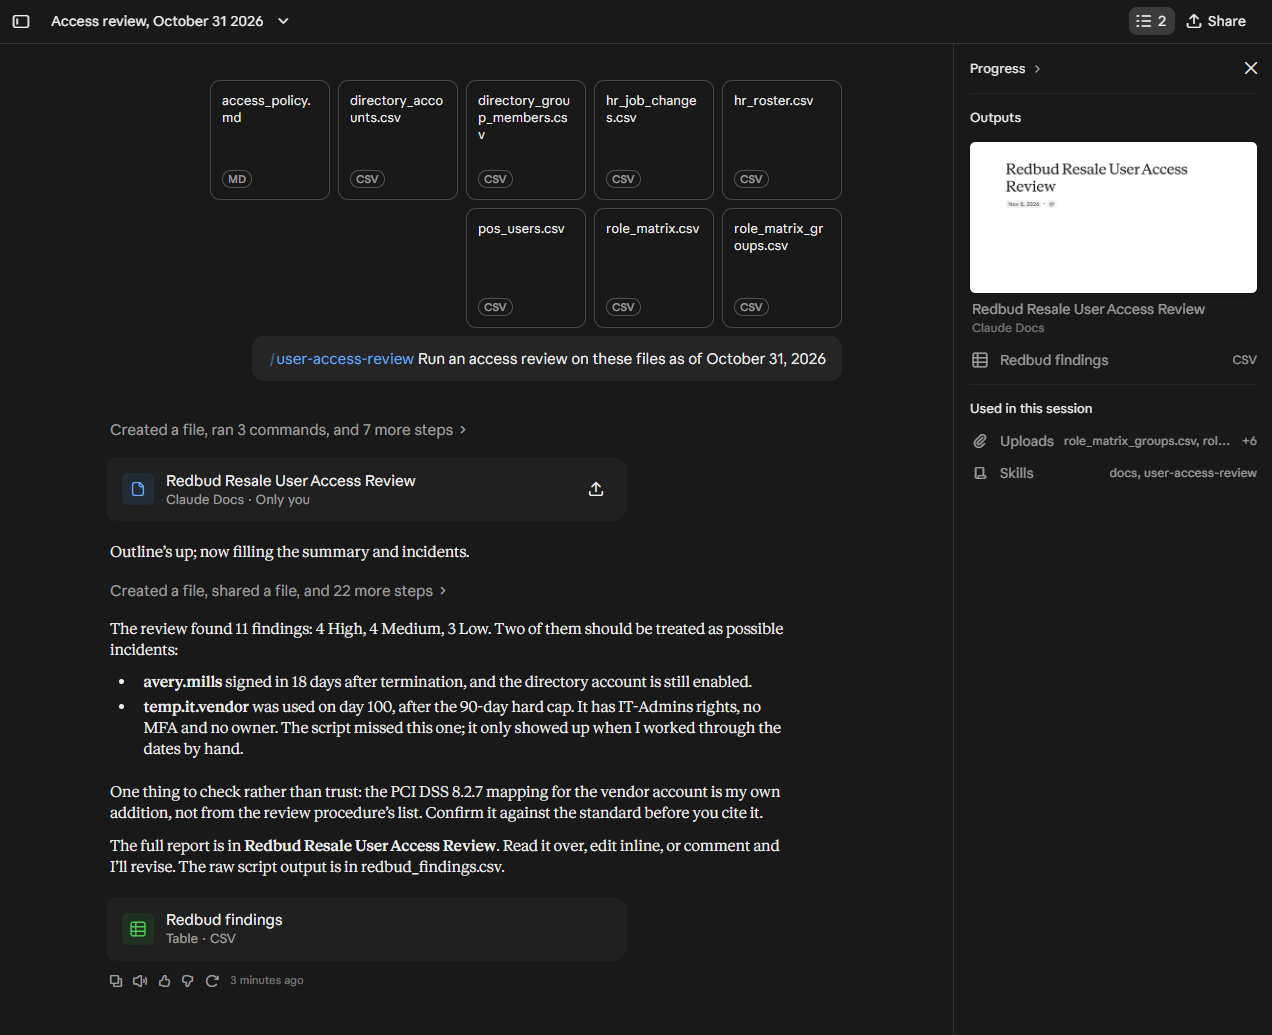 Access review, October 31 2026
2
Share
access_policy.
md
MD
directory_acco
unts.csv
CSV
directory_grou
p_members.cs
v
CSV
hr_job_change
s.csv
CSV
hr_roster.csv
CSV
pos_users.csv
CSV
role_matrix.csv
CSV
role_matrix_gr
oups.csv
CSV
/user-access-review Run an access review on these files as of October 31, 2026
Created a file, ran 3 commands, and 7 more steps
Redbud Resale User Access Review
Claude Docs · Only you
Outline's up; now filling the summary and incidents.
Created a file, shared a file, and 22 more steps
The review found 11 findings: 4 High, 4 Medium, 3 Low. Two of them should be treated as possible
incidents:
• avery.mills signed in 18 days after termination, and the directory account is still enabled.
• temp.it.vendor was used on day 100, after the 90-day hard cap. It has IT-Admins rights, no
MFA and no owner. The script missed this one; it only showed up when I worked through the
dates by hand.
One thing to check rather than trust: the PCI DSS 8.2.7 mapping for the vendor account is my own
addition, not from the review procedure's list. Confirm it against the standard before you cite it.
The full report is in Redbud Resale User Access Review. Read it over, edit inline, or comment and
I'll revise. The raw script output is in redbud_findings.csv.
Redbud findings
Table · CSV
3 minutes ago
Progress
Outputs
Redbud Resale User Access
Review
Nov 8, 2026
Redbud Resale User Access Review
Claude Docs
Redbud findings
CSV
Used in this session
Uploads role_matrix_groups.csv, rol... +6
Skills docs, user-access-review